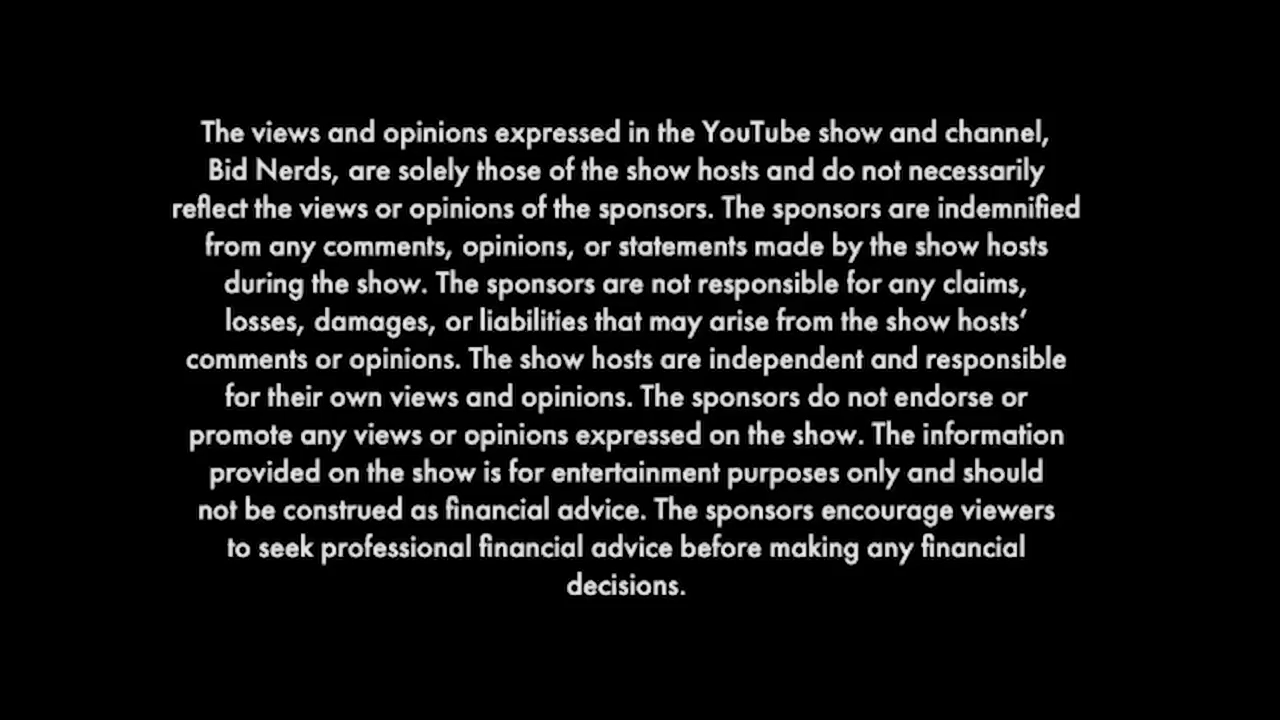 The views and opinions expressed in the YouTube show and channel,
Bid Nerds, are solely those of the show hosts and do not necessarily
reflect the views or opinions of the sponsors. The sponsors are indemnified
from any comments, opinions, or statements made by the show hosts
during the show. The sponsors are not responsible for any claims,
losses, damages, or liabilities that may arise from the show hosts’
comments or opinions. The show hosts are independent and responsible
for their own views and opinions. The sponsors do not endorse or
promote any views or opinions expressed on the show. The information
provided on the show is for entertainment purposes only and should
not be construed as financial advice. The sponsors encourage viewers
to seek professional financial advice before making any financial
decisions.